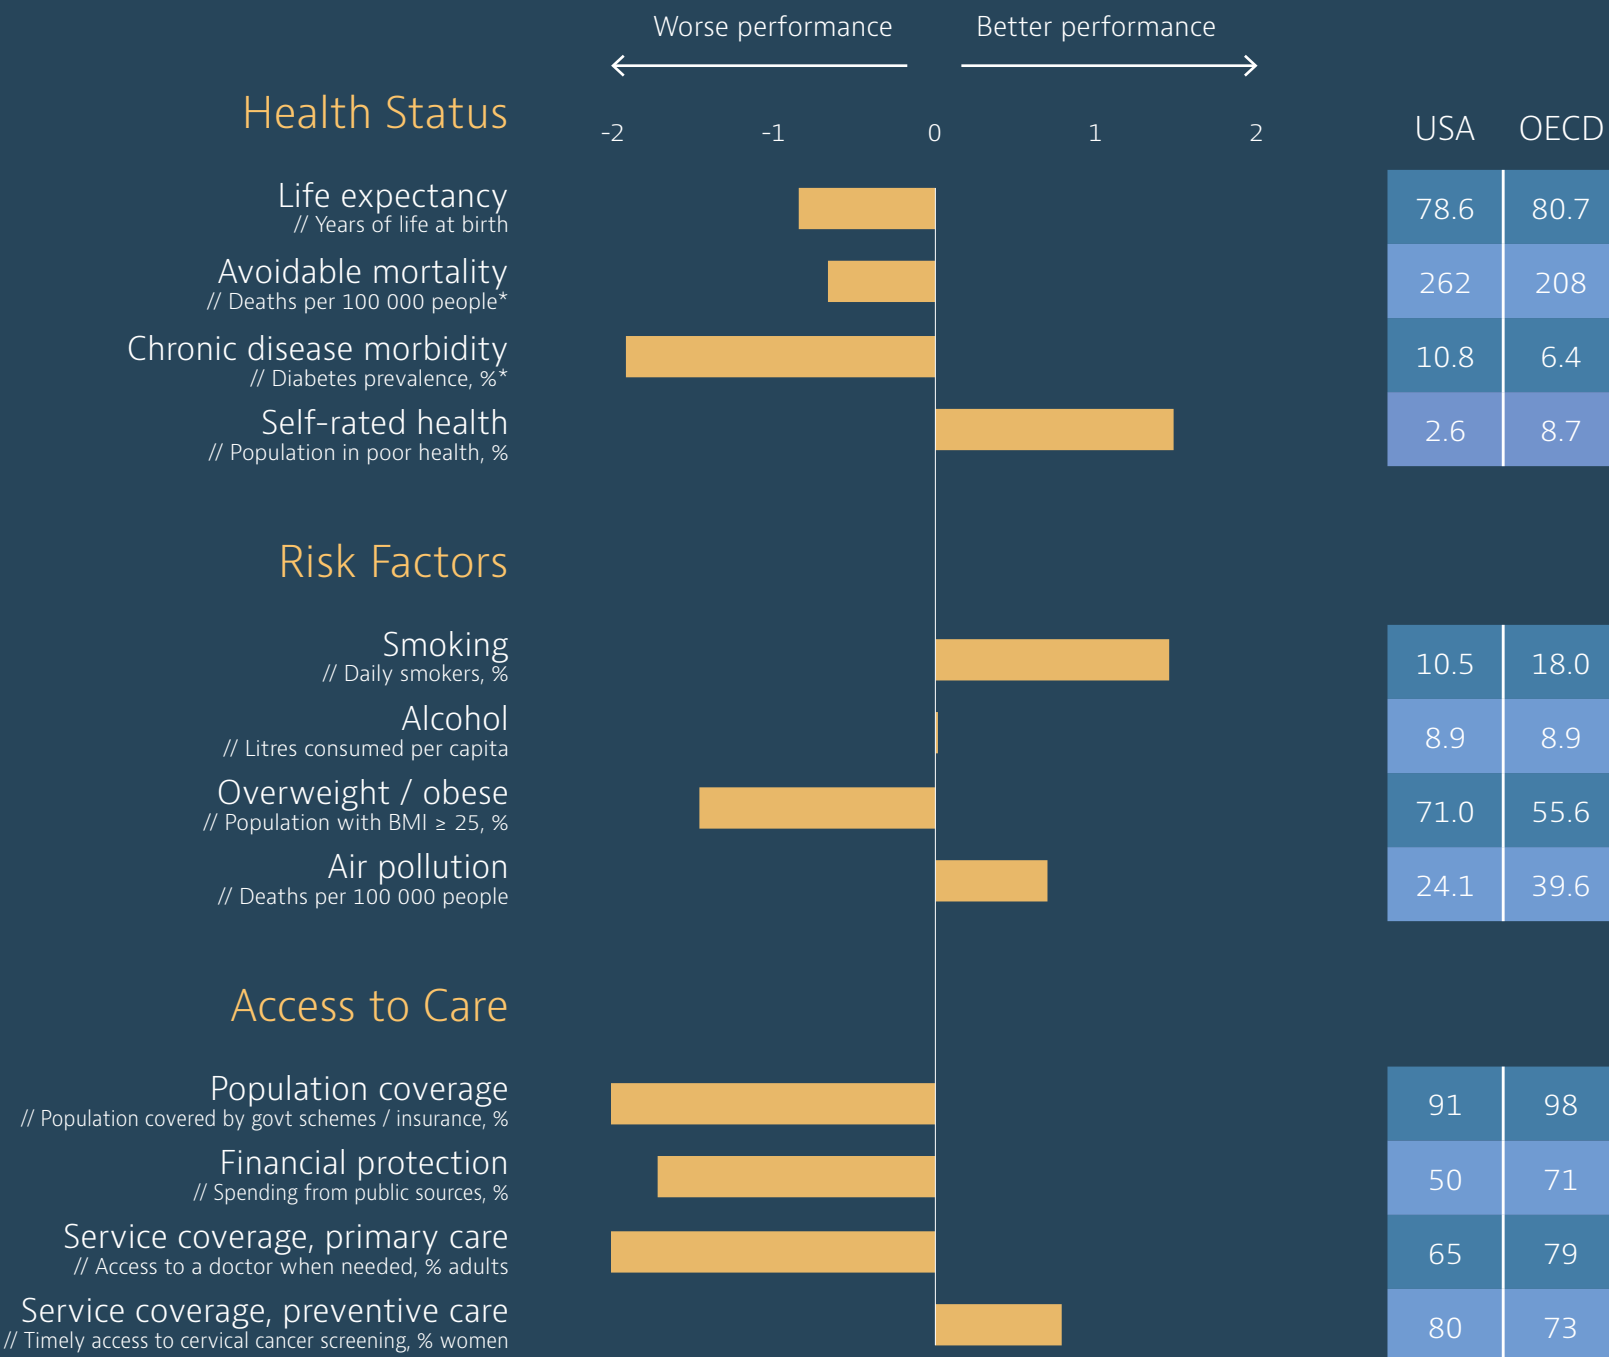 Worse performance Better performance
Health Status -2 -1 0 1 2 USA OECD
Life expectancy 78.6 80.7
// Years of life at birth
Avoidable mortality 262 208
// Deaths per 100 000 people*
Chronic disease morbidity 10.8 6.4
// Diabetes prevalence, %*
Self-rated health 2.6 8.7
// Population in poor health, %
Risk Factors
Smoking 10.5 18.0
// Daily smokers, %
Alcohol 8.9 8.9
// Litres consumed per capita
Overweight / obese 71.0 55.6
// Population with BMI ≥ 25, %
Air pollution 24.1 39.6
// Deaths per 100 000 people
Access to Care
Population coverage 91 98
// Population covered by govt schemes / insurance, %
Financial protection 50 71
// Spending from public sources, %
Service coverage, primary care 65 79
// Access to a doctor when needed, % adults
Service coverage, preventive care 80 73
// Timely access to cervical cancer screening, % women